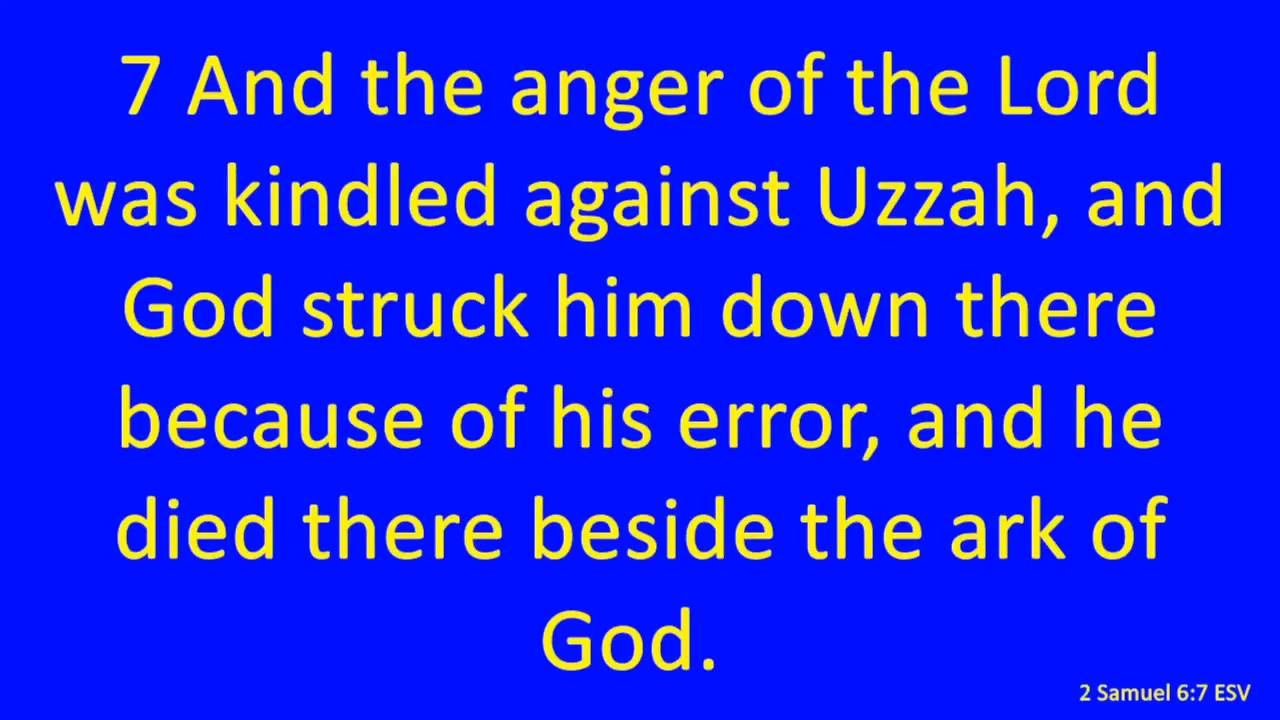 7 And the anger of the Lord
was kindled against Uzzah, and
God struck him down there
because of his error, and he
died there beside the ark of
God.
2 Samuel 6:7 ESV